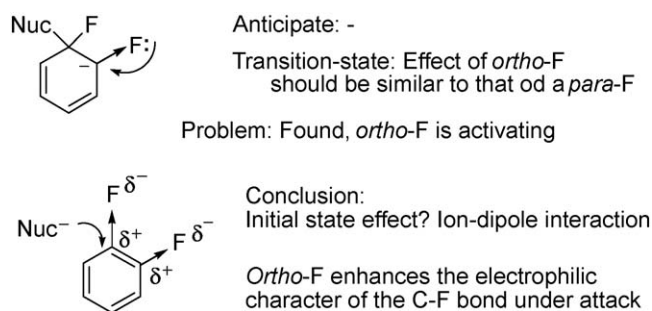 Nuc
F
F:
–
Anticipate: -
Transition-state: Effect of ortho-F
should be similar to that od a para-F
Problem: Found, ortho-F is activating
F δ–
Nuc–
F δ–
δ+
δ+
Conclusion:
Initial state effect? Ion-dipole interaction
Ortho-F enhances the electrophilic
character of the C-F bond under attack